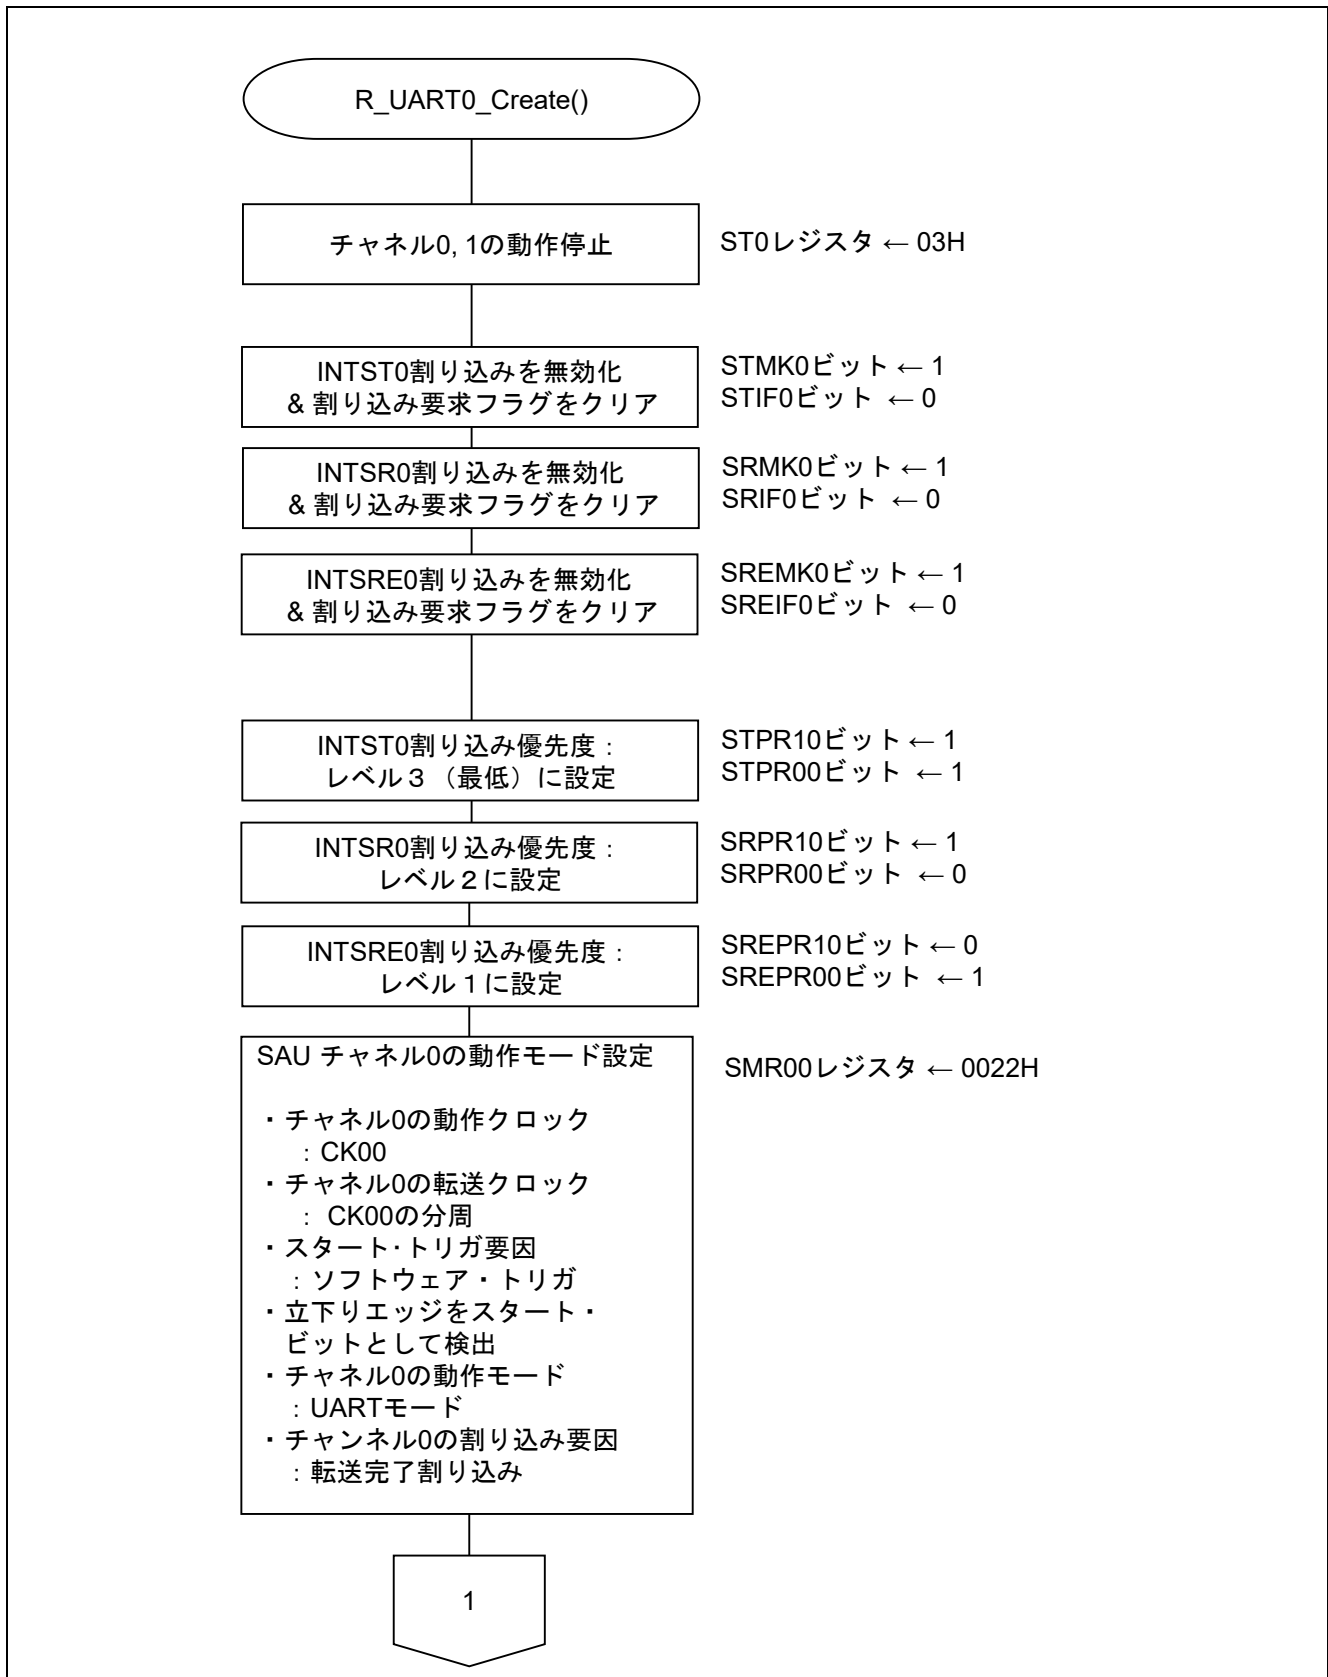 R_UART0_Create()
チャネル0, 1の動作停止
ST0レジスタ ← 03H
INTST0割り込みを無効化
& 割り込み要求フラグをクリア
STMK0ビット ← 1
STIF0ビット ← 0
INTSR0割り込みを無効化
& 割り込み要求フラグをクリア
SRMK0ビット ← 1
SRIF0ビット ← 0
INTSRE0割り込みを無効化
& 割り込み要求フラグをクリア
SREMK0ビット ← 1
SREIF0ビット ← 0
INTST0割り込み優先度：
レベル３（最低）に設定
STPR10ビット ← 1
STPR00ビット ← 1
INTSR0割り込み優先度：
レベル２に設定
SRPR10ビット ← 1
SRPR00ビット ← 0
INTSRE0割り込み優先度：
レベル１に設定
SREPR10ビット ← 0
SREPR00ビット ← 1
SAU チャネル0の動作モード設定
SMR00レジスタ ← 0022H
・チャネル0の動作クロック
：CK00
・チャネル0の転送クロック
： CK00の分周
・スタート･トリガ要因
：ソフトウェア・トリガ
・立下りエッジをスタート・
ビットとして検出
・チャネル0の動作モード
：UARTモード
・チャンネル0の割り込み要因
：転送完了割り込み
1